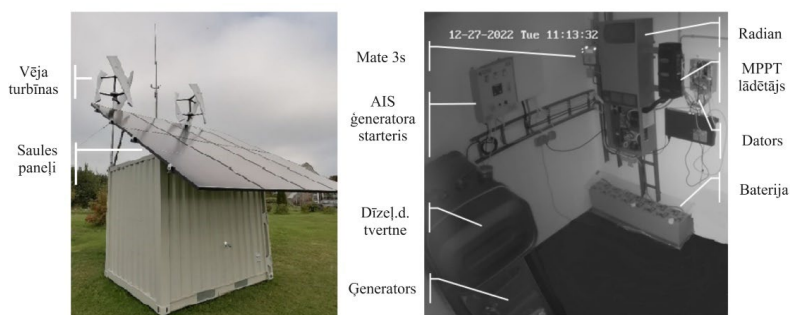 Vēja
turbīnas
Saules
paneļi
Mate 3s
AIS
ģeneratora
starteris
Dīzeļ.d.
tvertne
Ģenerators
12-27-2022 Tue 11:13:32
Radian
MPPT
lādētājs
Dators
Baterija